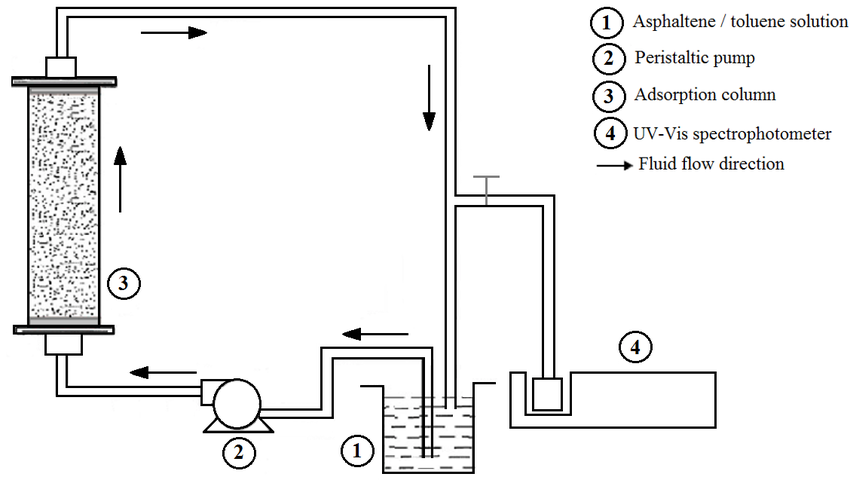 1 Asphaltene / toluene solution
2 Peristaltic pump
3 Adsorption column
4 UV-Vis spectrophotometer
Fluid flow direction
3
4
2
1